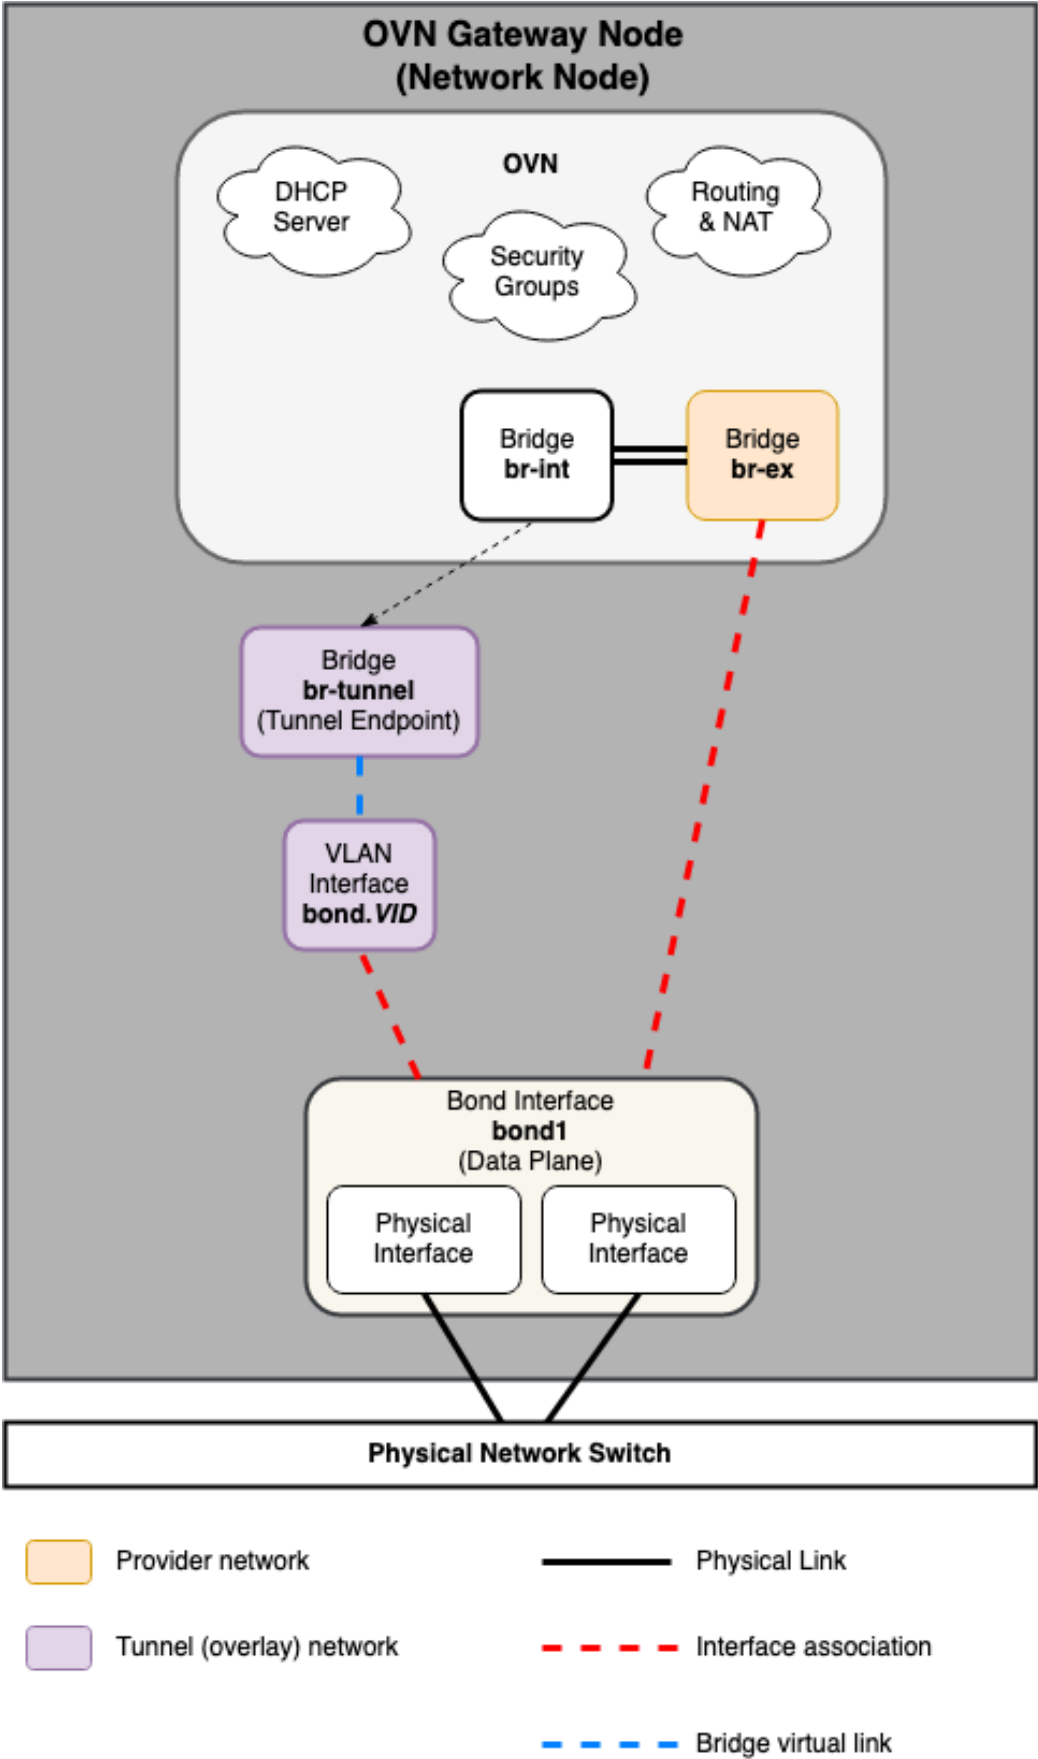 OVN Gateway Node
(Network Node)
OVN
DHCP
Server
Routing
& NAT
Security
Groups
Bridge
br-int
Bridge
br-ex
Bridge
br-tunnel
(Tunnel Endpoint)
VLAN
Interface
bond.VID
Bond Interface
bond1
(Data Plane)
Physical
Interface
Physical
Interface
Physical Network Switch
Provider network
Physical Link
Tunnel (overlay) network
Interface association
Bridge virtual link